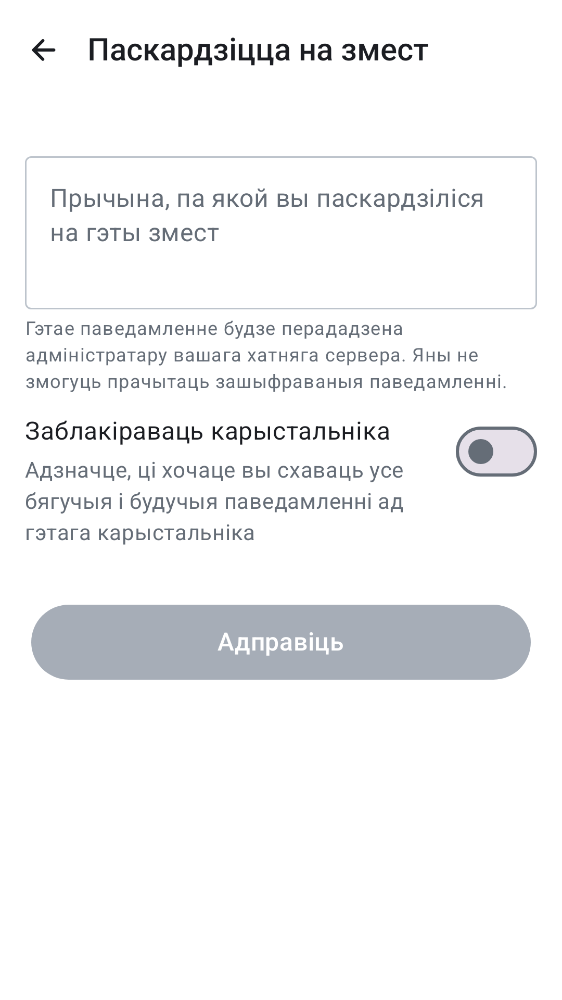 Паскардзіцца на змест
Прычына, па якой вы паскардзіліся
на гэты змест
Гэтае паведамленне будзе перададзена
адміністратару вашага хатняга сервера. Яны не
змогуць прачытаць зашыфраваныя паведамленні.
Заблакіраваць карыстальніка
Адзначце, ці хочаце вы схаваць усе
бягучыя і будучыя паведамленні ад
гэтага карыстальніка
Адправіць